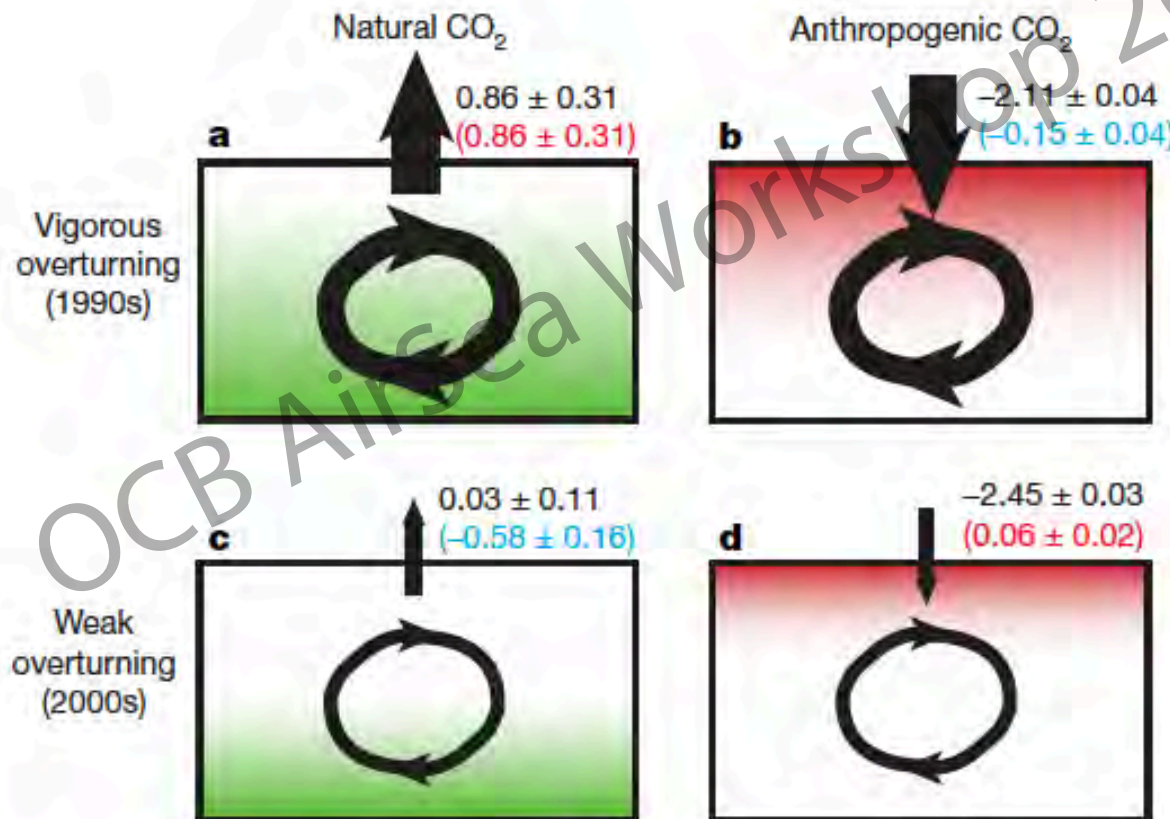 Natural CO₂
Anthropogenic CO₂
0.86 ± 0.31
(0.86 ± 0.31)
−2.11 ± 0.04
(−0.15 ± 0.04)
a
b
Vigorous
overturning
(1990s)
0.03 ± 0.11
(−0.58 ± 0.16)
−2.45 ± 0.03
(0.06 ± 0.02)
c
d
Weak
overturning
(2000s)
OCB AirSea Workshop